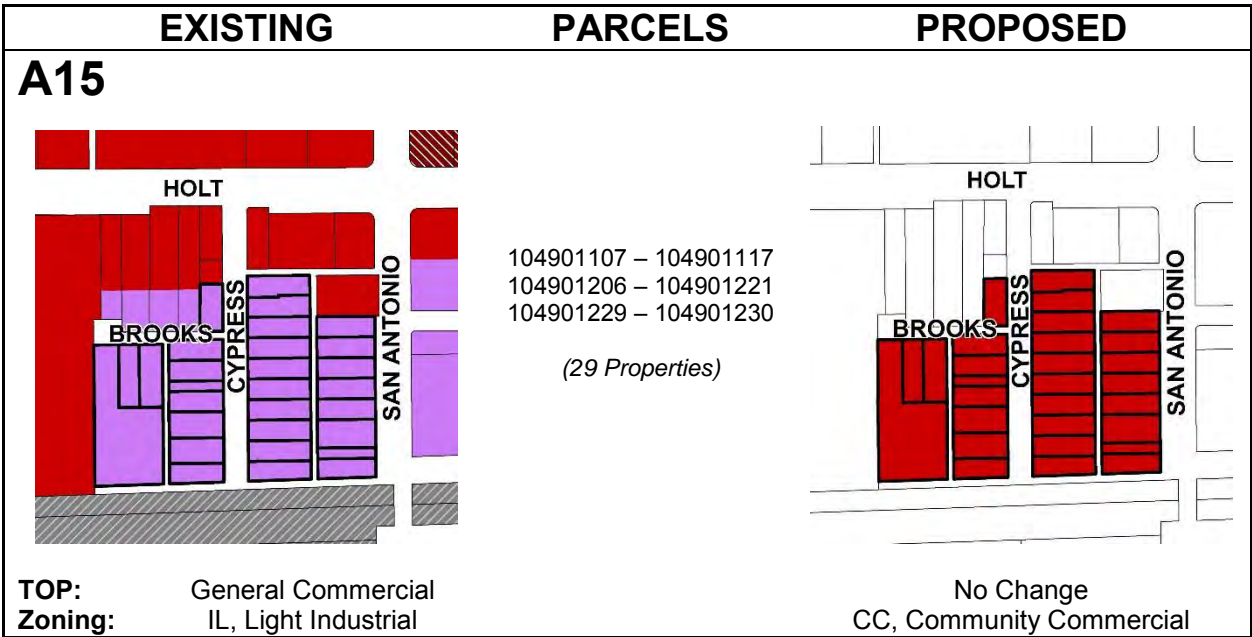 EXISTING PARCELS PROPOSED
A15
HOLT
BROOKS
CYPRESS
SAN ANTONIO
104901107 – 104901117
104901206 – 104901221
104901229 – 104901230
(29 Properties)
HOLT
BROOKS
CYPRESS
SAN ANTONIO
TOP: General Commercial No Change
Zoning: IL, Light Industrial CC, Community Commercial